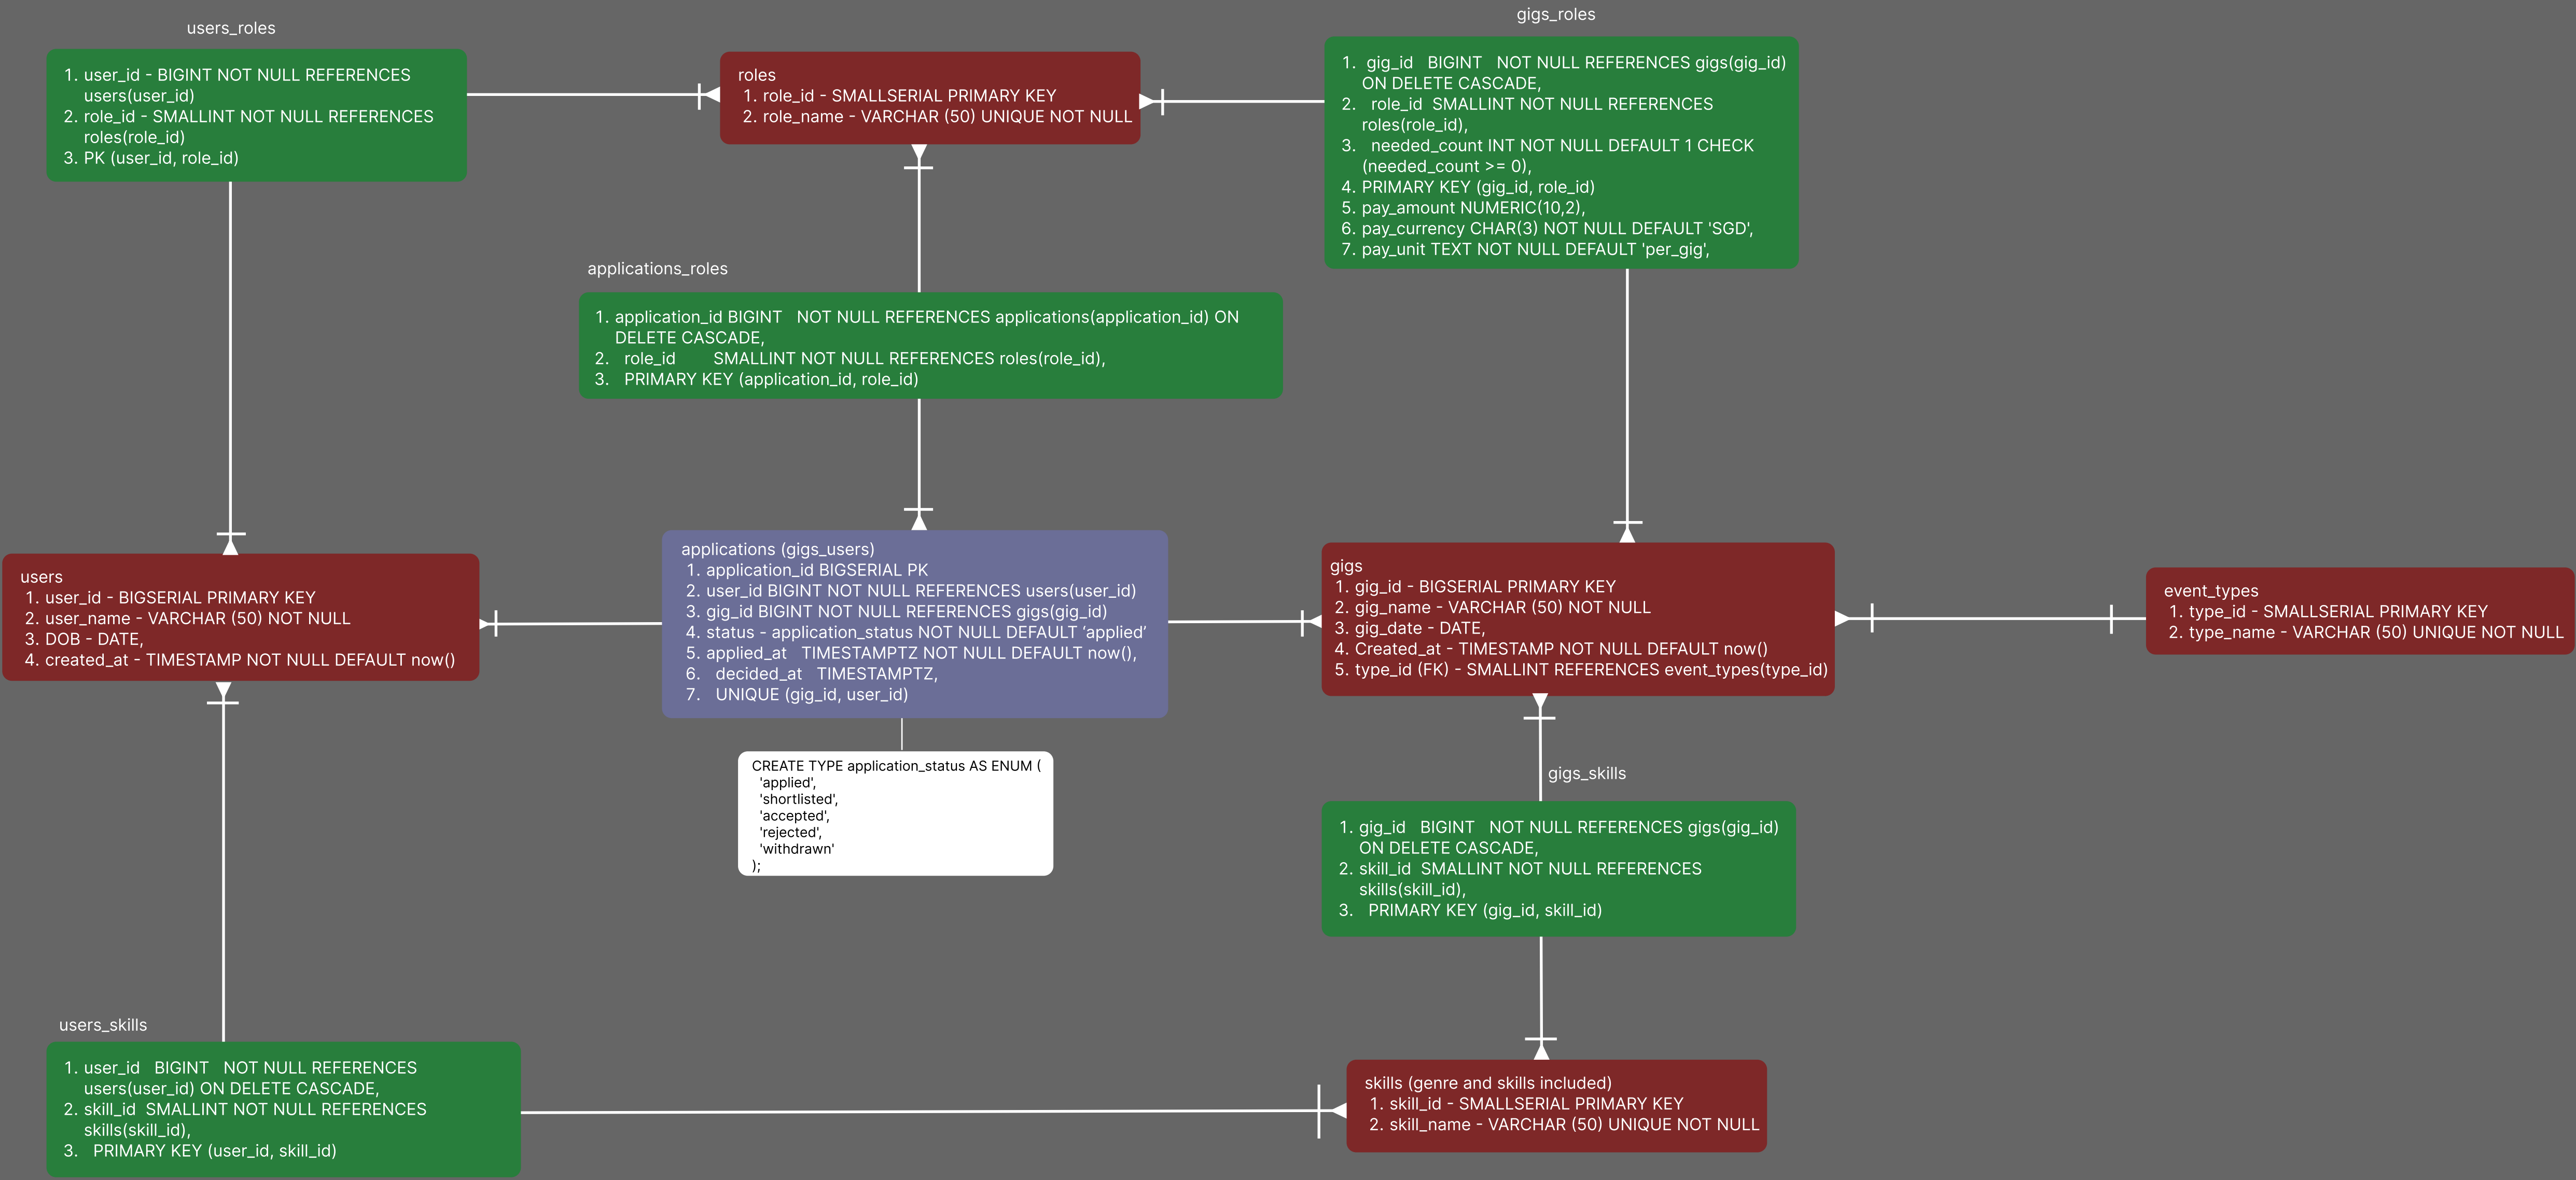 users_roles
1. user_id - BIGINT NOT NULL REFERENCES
users(user_id)
2. role_id - SMALLINT NOT NULL REFERENCES
roles(role_id)
3. PK (user_id, role_id)
roles
1. role_id - SMALLSERIAL PRIMARY KEY
2. role_name - VARCHAR (50) UNIQUE NOT NULL
gigs_roles
1. gig_id BIGINT NOT NULL REFERENCES gigs(gig_id)
ON DELETE CASCADE,
2. role_id SMALLINT NOT NULL REFERENCES
roles(role_id),
3. needed_count INT NOT NULL DEFAULT 1 CHECK
(needed_count >= 0),
4. PRIMARY KEY (gig_id, role_id)
5. pay_amount NUMERIC(10,2),
6. pay_currency CHAR(3) NOT NULL DEFAULT 'SGD',
7. pay_unit TEXT NOT NULL DEFAULT 'per_gig',
applications_roles
1. application_id BIGINT NOT NULL REFERENCES applications(application_id) ON
DELETE CASCADE,
2. role_id SMALLINT NOT NULL REFERENCES roles(role_id),
3. PRIMARY KEY (application_id, role_id)
users
1. user_id - BIGSERIAL PRIMARY KEY
2. user_name - VARCHAR (50) NOT NULL
3. DOB - DATE,
4. created_at - TIMESTAMP NOT NULL DEFAULT now()
applications (gigs_users)
1. application_id BIGSERIAL PK
2. user_id BIGINT NOT NULL REFERENCES users(user_id)
3. gig_id BIGINT NOT NULL REFERENCES gigs(gig_id)
4. status - application_status NOT NULL DEFAULT ‘applied’
5. applied_at TIMESTAMPTZ NOT NULL DEFAULT now(),
6. decided_at TIMESTAMPTZ,
7. UNIQUE (gig_id, user_id)
gigs
1. gig_id - BIGSERIAL PRIMARY KEY
2. gig_name - VARCHAR (50) NOT NULL
3. gig_date - DATE,
4. Created_at - TIMESTAMP NOT NULL DEFAULT now()
5. type_id (FK) - SMALLINT REFERENCES event_types(type_id)
event_types
1. type_id - SMALLSERIAL PRIMARY KEY
2. type_name - VARCHAR (50) UNIQUE NOT NULL
CREATE TYPE application_status AS ENUM (
'applied',
'shortlisted',
'accepted',
'rejected',
'withdrawn'
);
gigs_skills
1. gig_id BIGINT NOT NULL REFERENCES gigs(gig_id)
ON DELETE CASCADE,
2. skill_id SMALLINT NOT NULL REFERENCES
skills(skill_id),
3. PRIMARY KEY (gig_id, skill_id)
users_skills
1. user_id BIGINT NOT NULL REFERENCES
users(user_id) ON DELETE CASCADE,
2. skill_id SMALLINT NOT NULL REFERENCES
skills(skill_id),
3. PRIMARY KEY (user_id, skill_id)
skills (genre and skills included)
1. skill_id - SMALLSERIAL PRIMARY KEY
2. skill_name - VARCHAR (50) UNIQUE NOT NULL